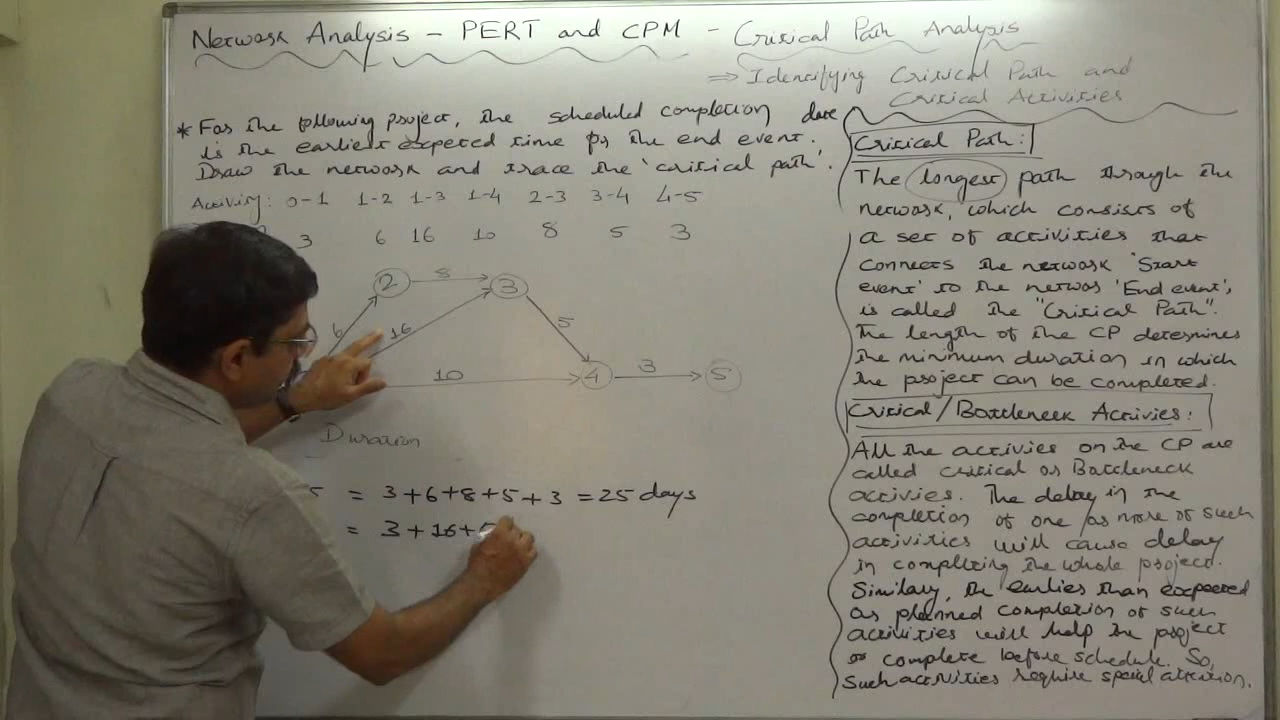 Network Analysis - PERT and CPM - Critical Path Analysis
⇒ Identifying Critical Path and
Critical Activities
* For the following project, the scheduled completion date
is the earliest expected time for the end event.
Draw the network and trace the 'critical path'.
Activity: 0-1 1-2 1-3 1-4 2-3 3-4 4-5
3 6 16 10 8 5 3
2 8 3
6 16 5
10 4 3 5
Duration
5 = 3+6+8+5+3 = 25 days
= 3+16+
Critical Path:
The longest path through the
network, which consists of
a set of activities that
connects the network 'Start
event' to the networ 'End event',
is called the "Critical Path".
The length of the CP determines
the minimum duration in which
the project can be completed.
Critical/Bottleneck Activies:
All the activies on the CP are
called critical or Bottleneck
activies. The delay in the
completion of one or more of such
activities will cause delay
in completing the whole project.
Similary, the earlier than expected
or planned completion of such
activities will help the project
to complete before schedule. So,
such activities require special attention.